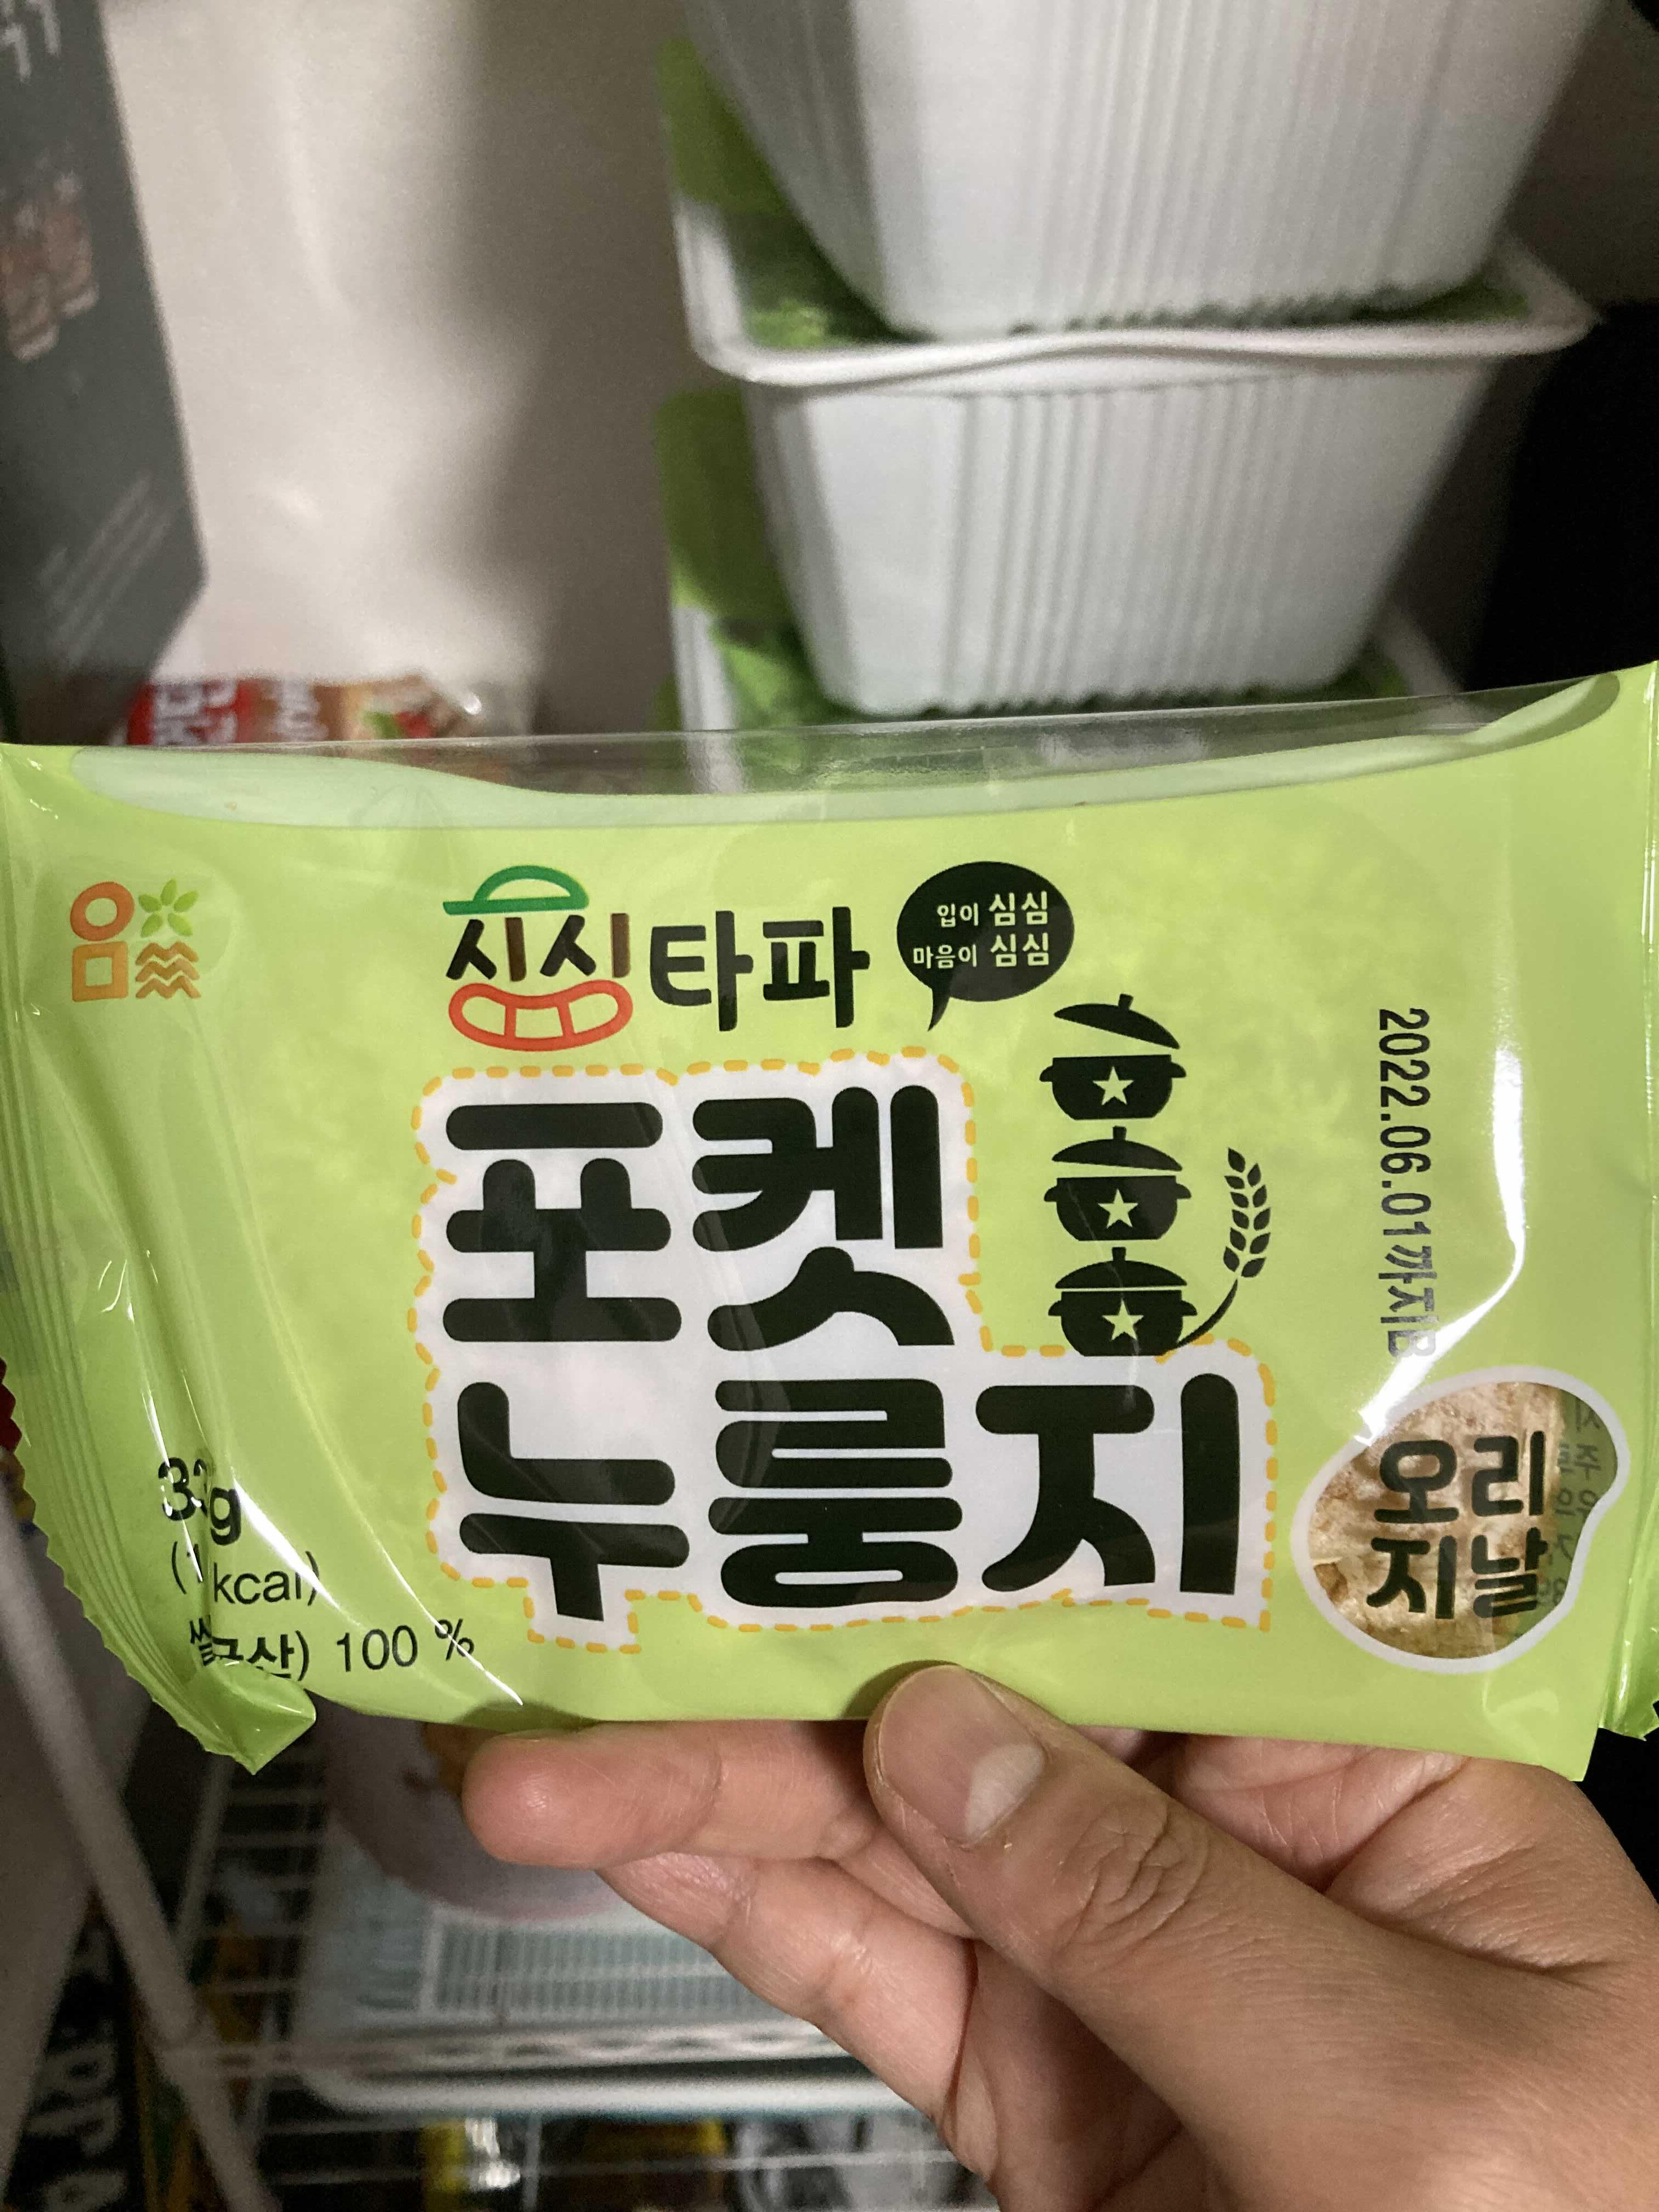 심심타파
입이 심심
마음이 심심
포켓
누룽지
2022.06.01까지B
오리
지날
kcal)
100 %